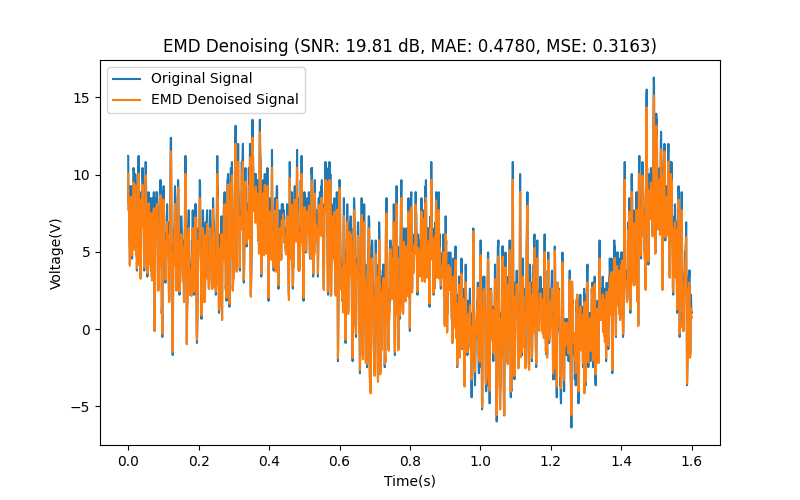 EMD Denoising (SNR: 19.81 dB, MAE: 0.4780, MSE: 0.3163)
Original Signal
EMD Denoised Signal
15
10
5
0
−5
Voltage(V)
0.0 0.2 0.4 0.6 0.8 1.0 1.2 1.4 1.6
Time(s)